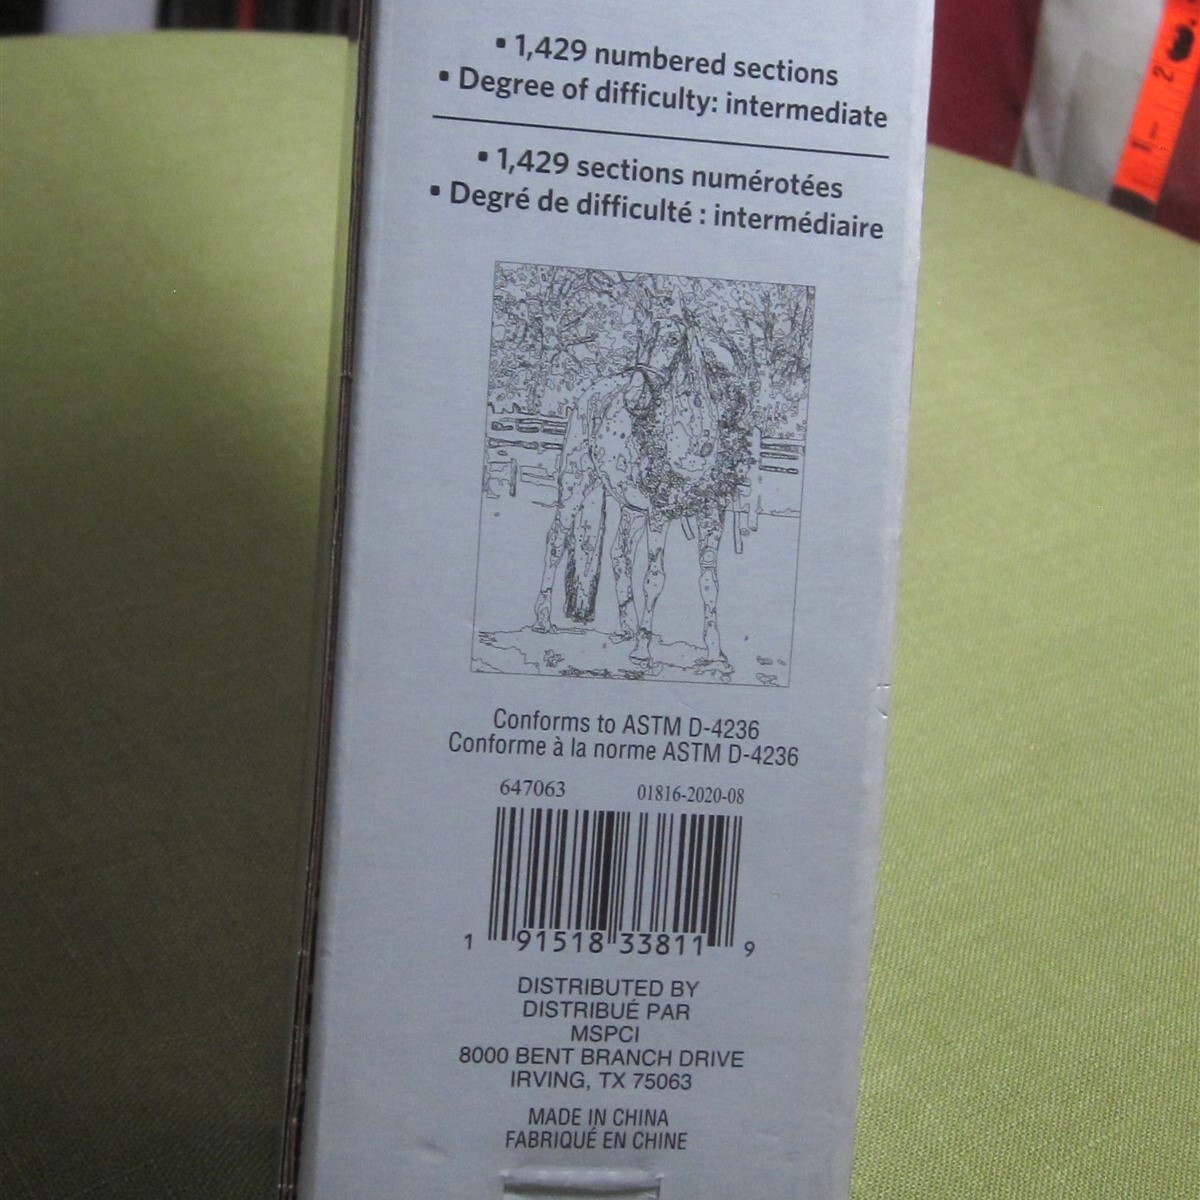 • 1,429 numbered sections
• Degree of difficulty: intermediate
• 1,429 sections numérotées
• Degré de difficulté : intermédiaire
Conforms to ASTM D-4236
Conforme à la norme ASTM D-4236
647063 01816-2020-08
1 91518 33811 9
DISTRIBUTED BY
DISTRIBUÉ PAR
MSPCI
8000 BENT BRANCH DRIVE
IRVING, TX 75063
MADE IN CHINA
FABRIQUÉ EN CHINE
1
2